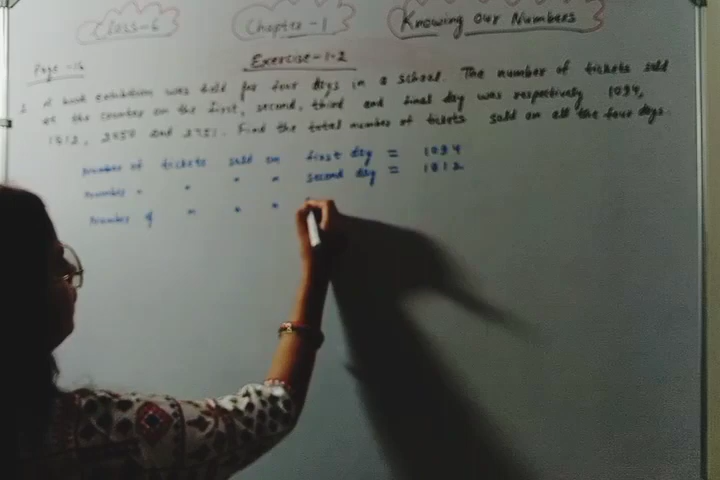 Class-6 Chapter-1 Knowing Our Numbers
Page-16 Exercise-1.2
1. A book exhibition was held for four days in a school. The number of tickets sold
at the counter on the first, second, third and final day was respectively 1094,
1812, 2050 and 2751. Find the total number of tickets sold on all the four days.
Number of tickets sold on first day = 1094
Number " " " " second day = 1812
Number of " " "